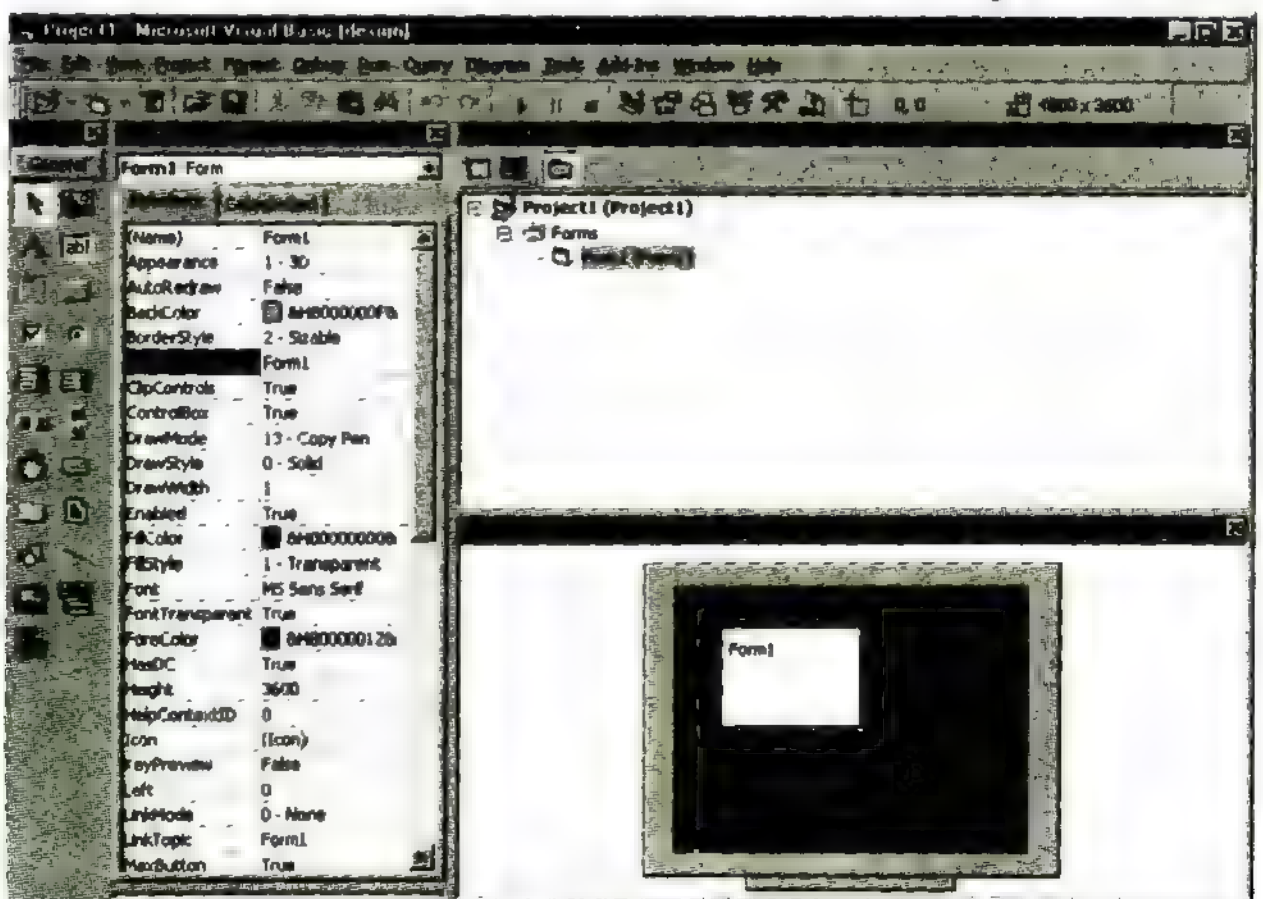 Project1 - Microsoft Visual Basic [design]
File Edit View Project Format Debug Run Query Diagram Tools Add-Ins Window Help
0, 0
4800 x 3600
General
Form1 Form
abl
Project1 (Project1)
Forms
(Name) Form1
Appearance 1 - 3D
AutoRedraw False
BackColor &H8000000F&
BorderStyle 2 - Sizable
Form1
ClipControls True
ControlBox True
DrawMode 13 - Copy Pen
DrawStyle 0 - Solid
DrawWidth 1
Enabled True
FillColor &H00000000&
FillStyle 1 - Transparent
Font MS Sans Serif
FontTransparent True
ForeColor &H80000012&
HasDC True
Height 3600
HelpContextID 0
Icon (Icon)
KeyPreview False
Left 0
LinkMode 0 - None
LinkTopic Form1
MaxButton True
Form1